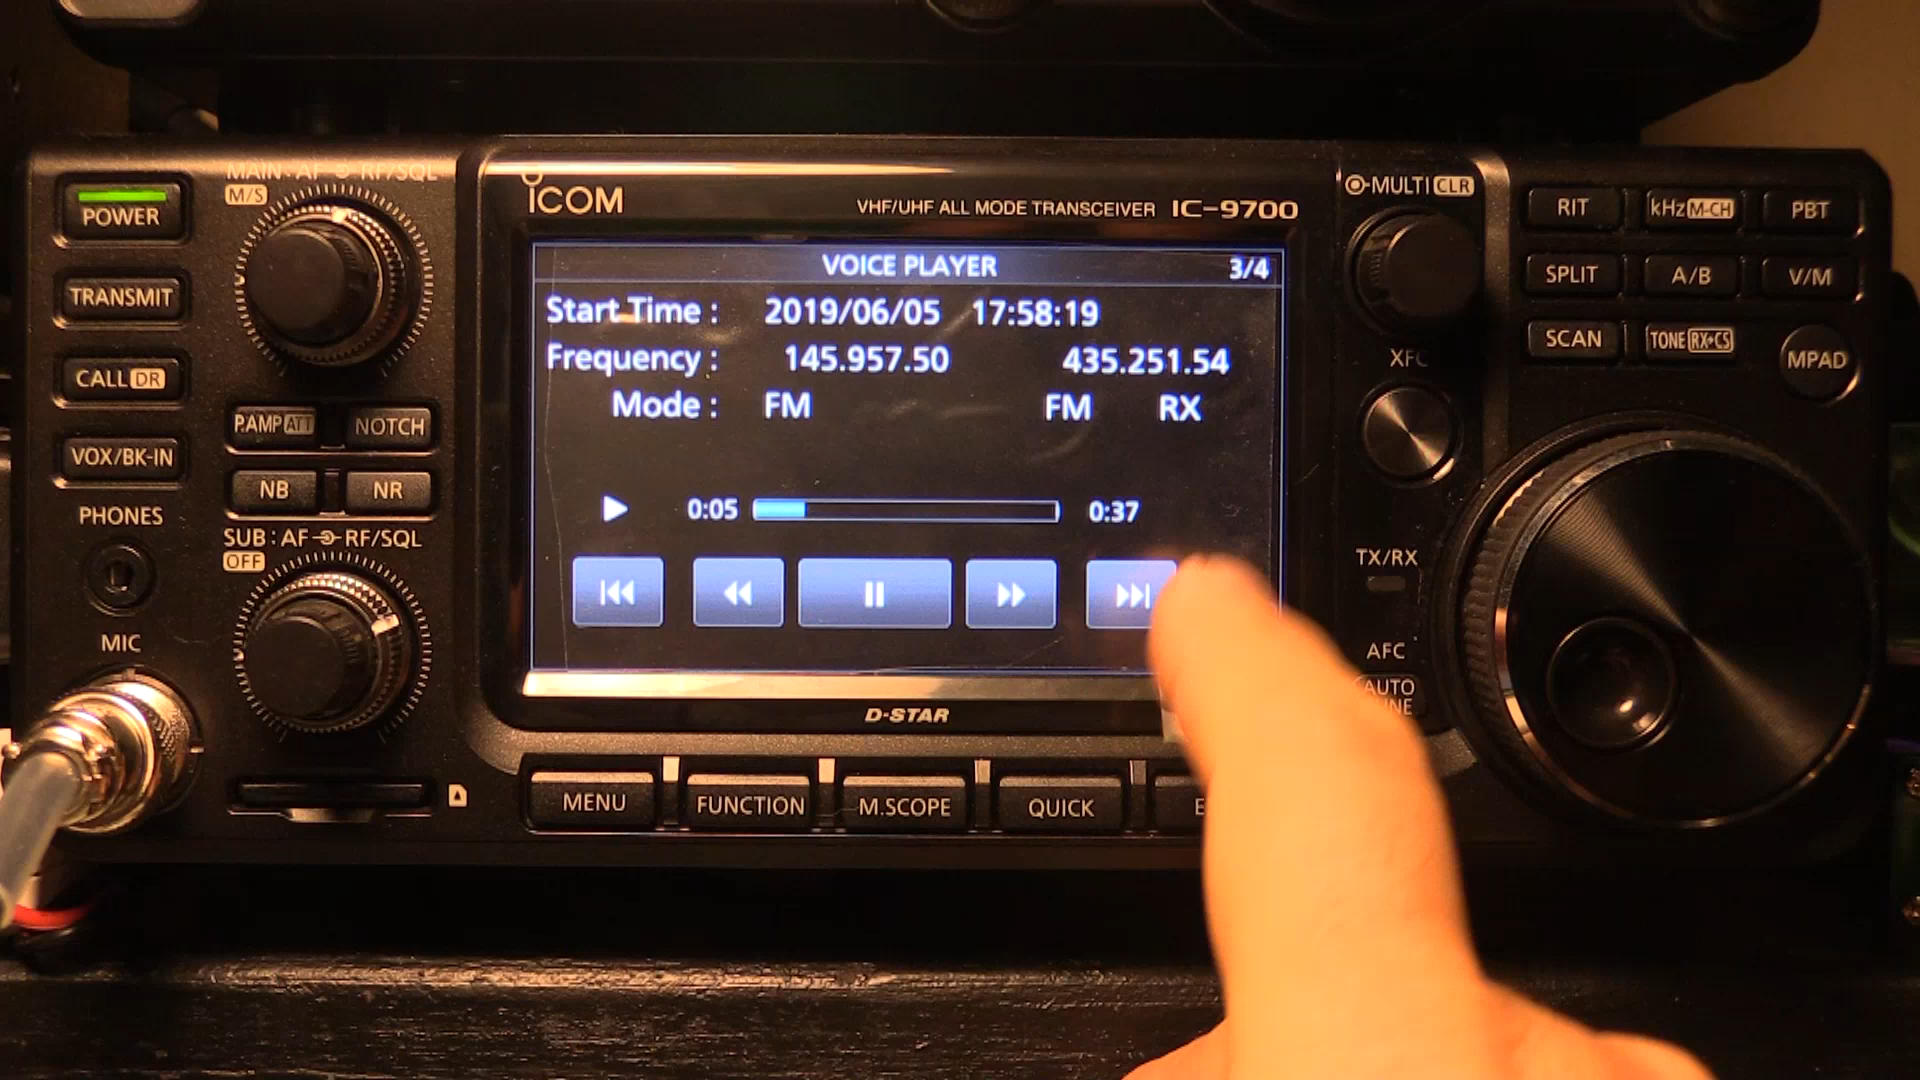 MAIN: AF RF/SQL
M/S
ICOM
VHF/UHF ALL MODE TRANSCEIVER IC-9700
MULTI CLR
POWER
TRANSMIT
CALL DR
VOX/BK-IN
P.AMP ATT
NOTCH
NB
NR
PHONES
SUB: AF RF/SQL
OFF
MIC
VOICE PLAYER 3/4
Start Time : 2019/06/05 17:58:19
Frequency : 145.957.50 435.251.54
Mode : FM FM RX
0:05 0:37
D-STAR
MENU
FUNCTION
M.SCOPE
QUICK
RIT
kHz M-CH
PBT
SPLIT
A/B
V/M
SCAN
TONE RX→CS
MPAD
XFC
TX/RX
AFC
AUTO